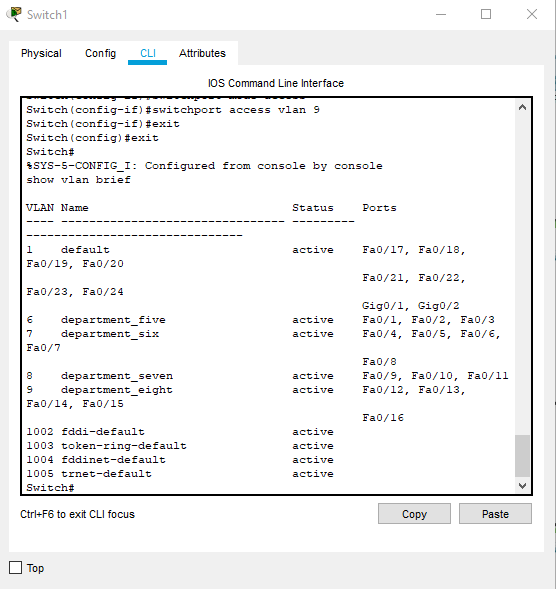 Switch1
Physical Config CLI Attributes
IOS Command Line Interface
Switch(config-if)#switchport access vlan 9
Switch(config-if)#exit
Switch(config)#exit
Switch#
%SYS-5-CONFIG_I: Configured from console by console
show vlan brief
VLAN Name                             Status    Ports
---- -------------------------------- --------- 
-------------------------------
1    default                          active    Fa0/17, Fa0/18,
Fa0/19, Fa0/20
                                                Fa0/21, Fa0/22,
Fa0/23, Fa0/24
                                                Gig0/1, Gig0/2
6    department_five                  active    Fa0/1, Fa0/2, Fa0/3
7    department_six                   active    Fa0/4, Fa0/5, Fa0/6,
Fa0/7
                                                Fa0/8
8    department_seven                 active    Fa0/9, Fa0/10, Fa0/11
9    department_eight                 active    Fa0/12, Fa0/13,
Fa0/14, Fa0/15
                                                Fa0/16
1002 fddi-default                     active
1003 token-ring-default               active
1004 fddinet-default                  active
1005 trnet-default                    active
Switch#
Ctrl+F6 to exit CLI focus
Copy Paste
Top